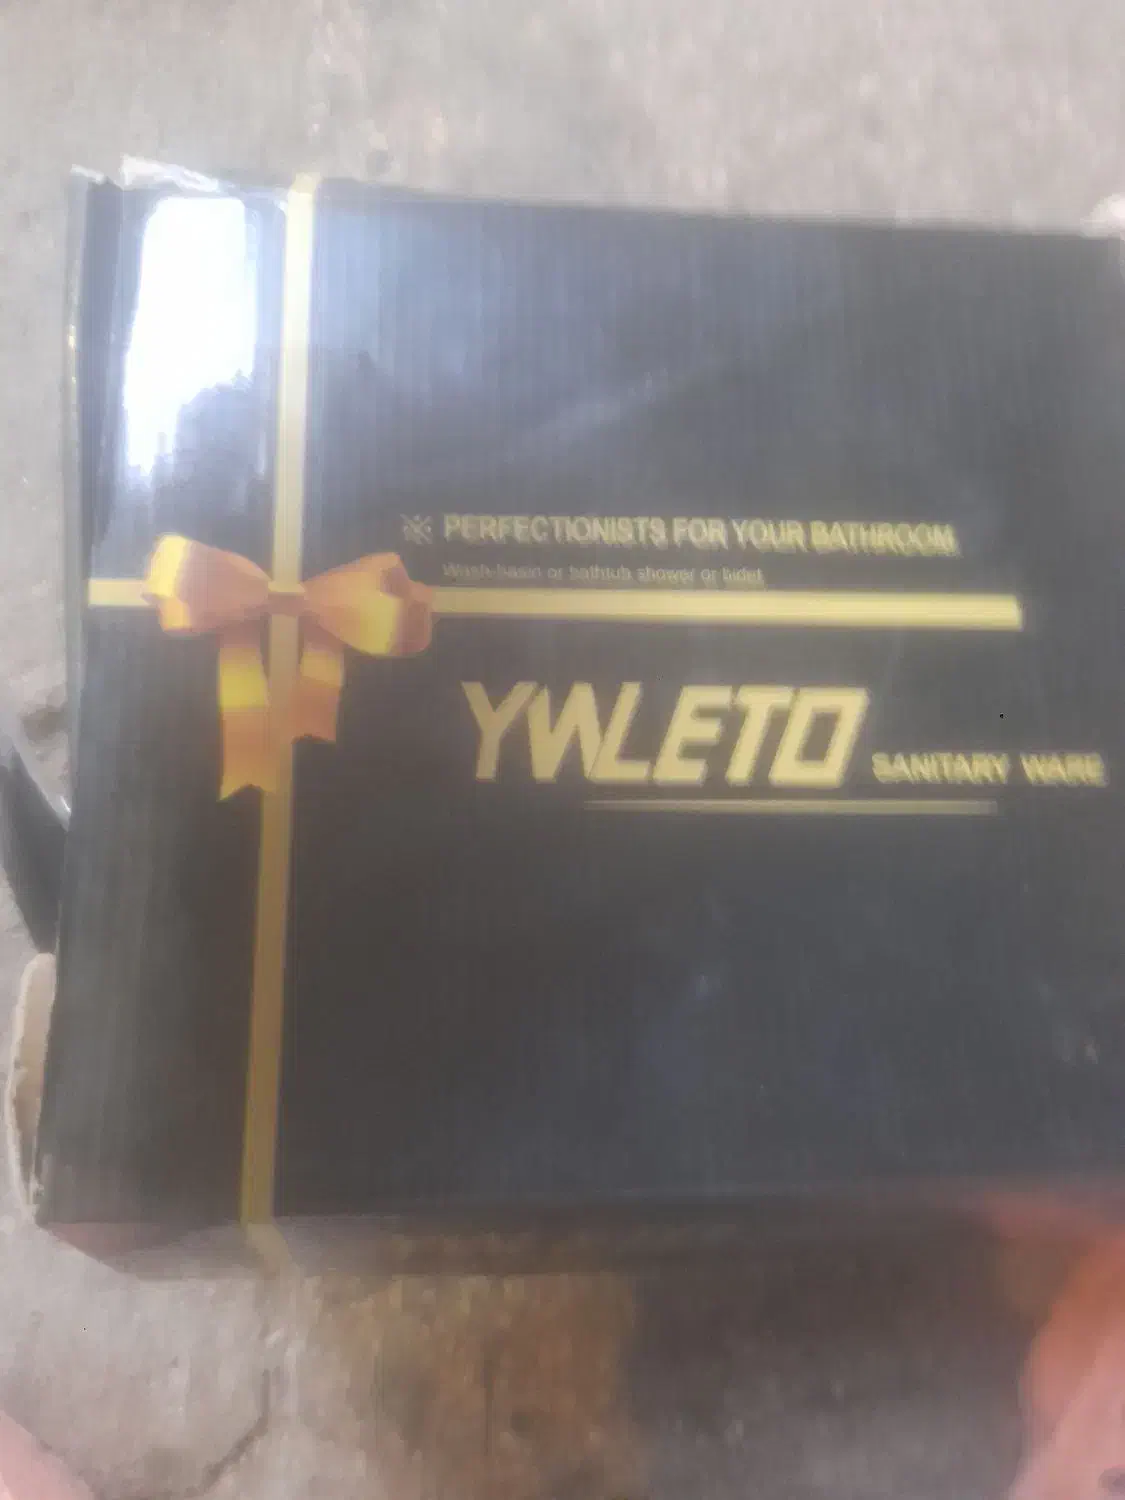 ※ PERFECTIONISTS FOR YOUR BATHROOM
Wash-basin or bathtub shower or bidet
YWLETO SANITARY WARE